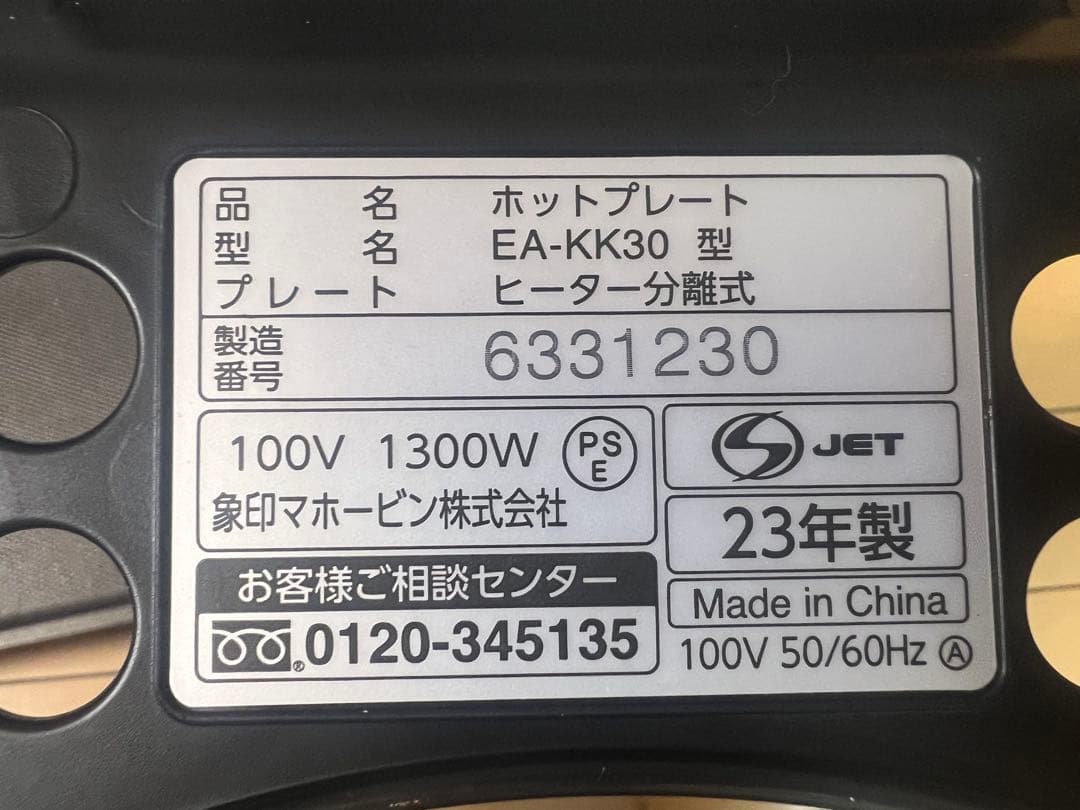 品名 ホットプレート
型名 EA-KK30 型
プレート ヒーター分離式
製造番号 6331230
100V 1300W PSE
象印マホービン株式会社
JET
23年製
お客様ご相談センター
0120-345135
Made in China
100V 50/60Hz Ⓐ